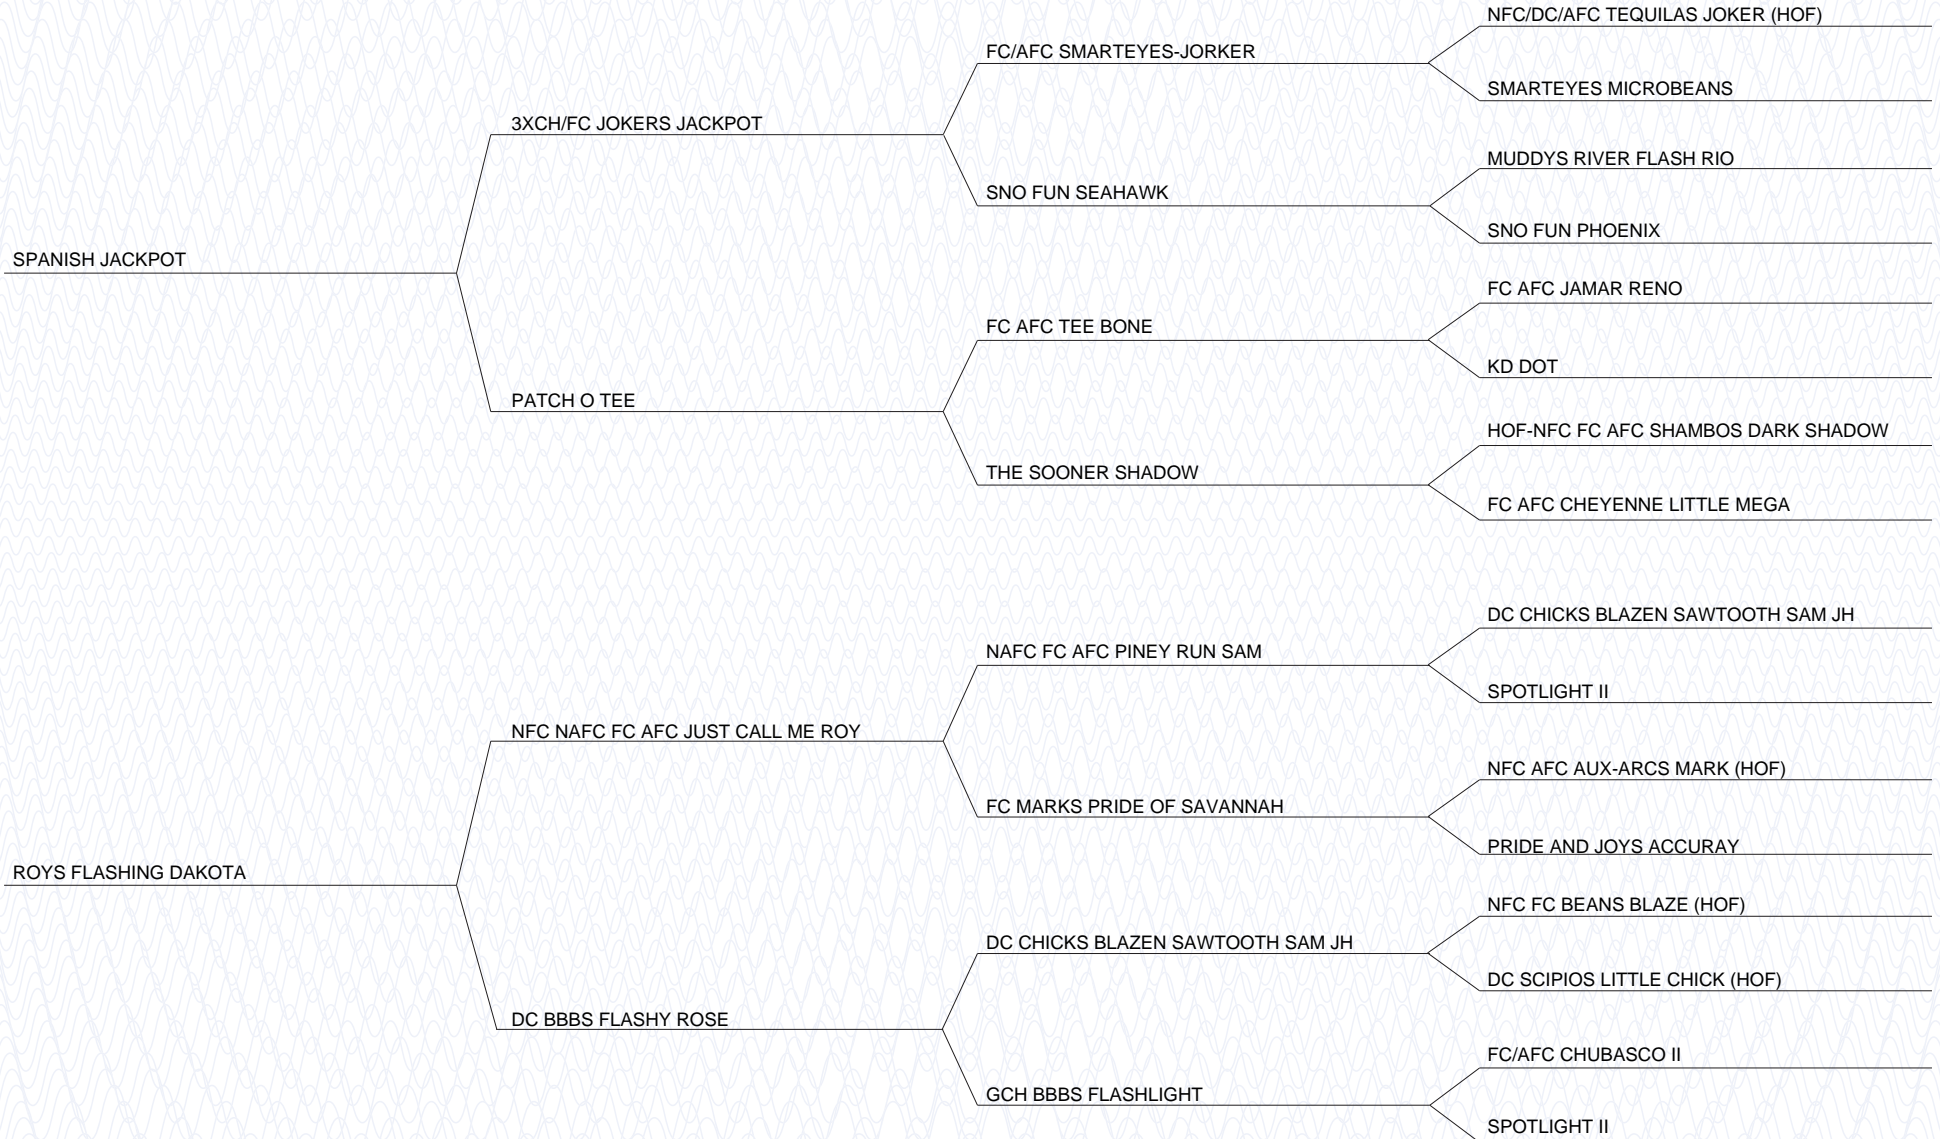 NFC/DC/AFC TEQUILAS JOKER (HOF)
FC/AFC SMARTEYES-JORKER
SMARTEYES MICROBEANS
3XCH/FC JOKERS JACKPOT
MUDDYS RIVER FLASH RIO
SNO FUN SEAHAWK
SNO FUN PHOENIX
SPANISH JACKPOT
FC AFC JAMAR RENO
FC AFC TEE BONE
KD DOT
PATCH O TEE
HOF-NFC FC AFC SHAMBOS DARK SHADOW
THE SOONER SHADOW
FC AFC CHEYENNE LITTLE MEGA
DC CHICKS BLAZEN SAWTOOTH SAM JH
NAFC FC AFC PINEY RUN SAM
SPOTLIGHT II
NFC NAFC FC AFC JUST CALL ME ROY
NFC AFC AUX-ARCS MARK (HOF)
FC MARKS PRIDE OF SAVANNAH
PRIDE AND JOYS ACCURAY
ROYS FLASHING DAKOTA
NFC FC BEANS BLAZE (HOF)
DC CHICKS BLAZEN SAWTOOTH SAM JH
DC SCIPIOS LITTLE CHICK (HOF)
DC BBBS FLASHY ROSE
FC/AFC CHUBASCO II
GCH BBBS FLASHLIGHT
SPOTLIGHT II